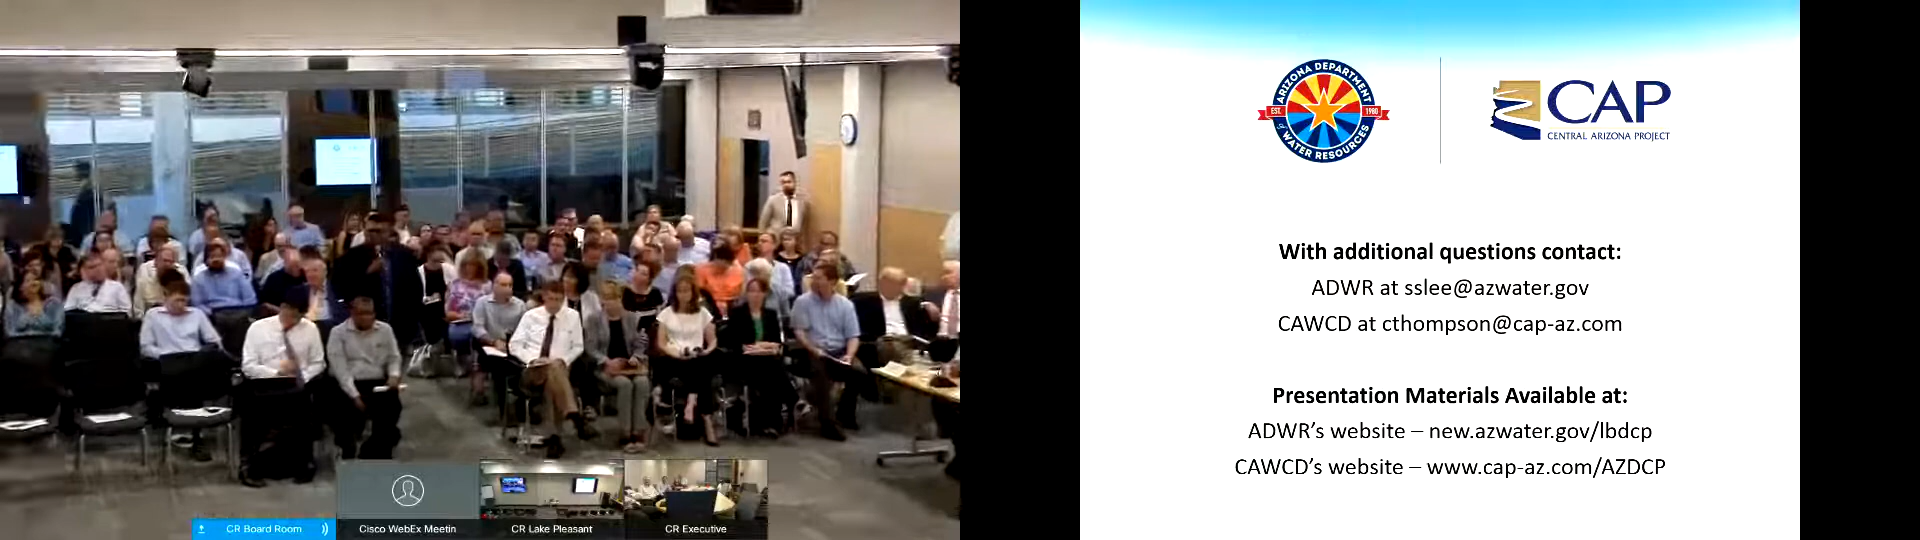 CR Board Room
Cisco WebEx Meetin
CR Lake Pleasant
CR Executive
ARIZONA DEPARTMENT
of WATER RESOURCES
EST. 1980
CAP
CENTRAL ARIZONA PROJECT
With additional questions contact:
ADWR at sslee@azwater.gov
CAWCD at cthompson@cap-az.com
Presentation Materials Available at:
ADWR's website – new.azwater.gov/lbdcp
CAWCD's website – www.cap-az.com/AZDCP